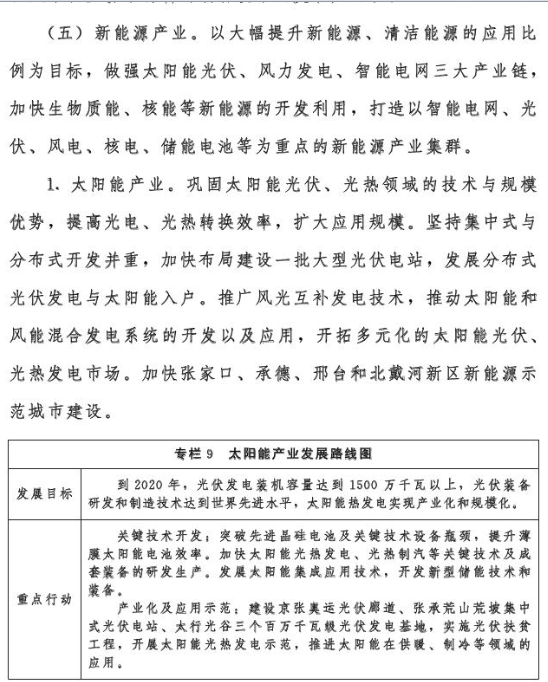 （五）新能源产业。以大幅提升新能源、清洁能源的应用比
例为目标，做强太阳能光伏、风力发电、智能电网三大产业链，
加快生物质能、核能等新能源的开发利用，打造以智能电网、光
伏、风电、核电、储能电池等为重点的新能源产业集群。
1. 太阳能产业。巩固太阳能光伏、光热领域的技术与规模
优势，提高光电、光热转换效率，扩大应用规模。坚持集中式与
分布式开发并重，加快布局建设一批大型光伏电站，发展分布式
光伏发电与太阳能入户。推广风光互补发电技术，推动太阳能和
风能混合发电系统的开发以及应用，开拓多元化的太阳能光伏、
光热发电市场。加快张家口、承德、邢台和北戴河新区新能源示
范城市建设。
专栏 9 太阳能产业发展路线图
发展目标
到 2020 年，光伏发电装机容量达到 1500 万千瓦以上，光伏装备
研发和制造技术达到世界先进水平，太阳能热发电实现产业化和规模化。
重点行动
关键技术开发：突破先进晶硅电池及关键技术设备瓶颈，提升薄
膜太阳能电池效率。加快太阳能光热发电、光热制汽等关键技术及成
套装备的研发生产。发展太阳能集成应用技术，开发新型储能技术和
装备。
产业化及应用示范：建设京张奥运光伏廊道、张承荒山荒坡集中
式光伏电站、太行光谷三个百万千瓦级光伏发电基地，实施光伏扶贫
工程，开展太阳能光热发电示范，推进太阳能在供暖、制冷等领域的
应用。